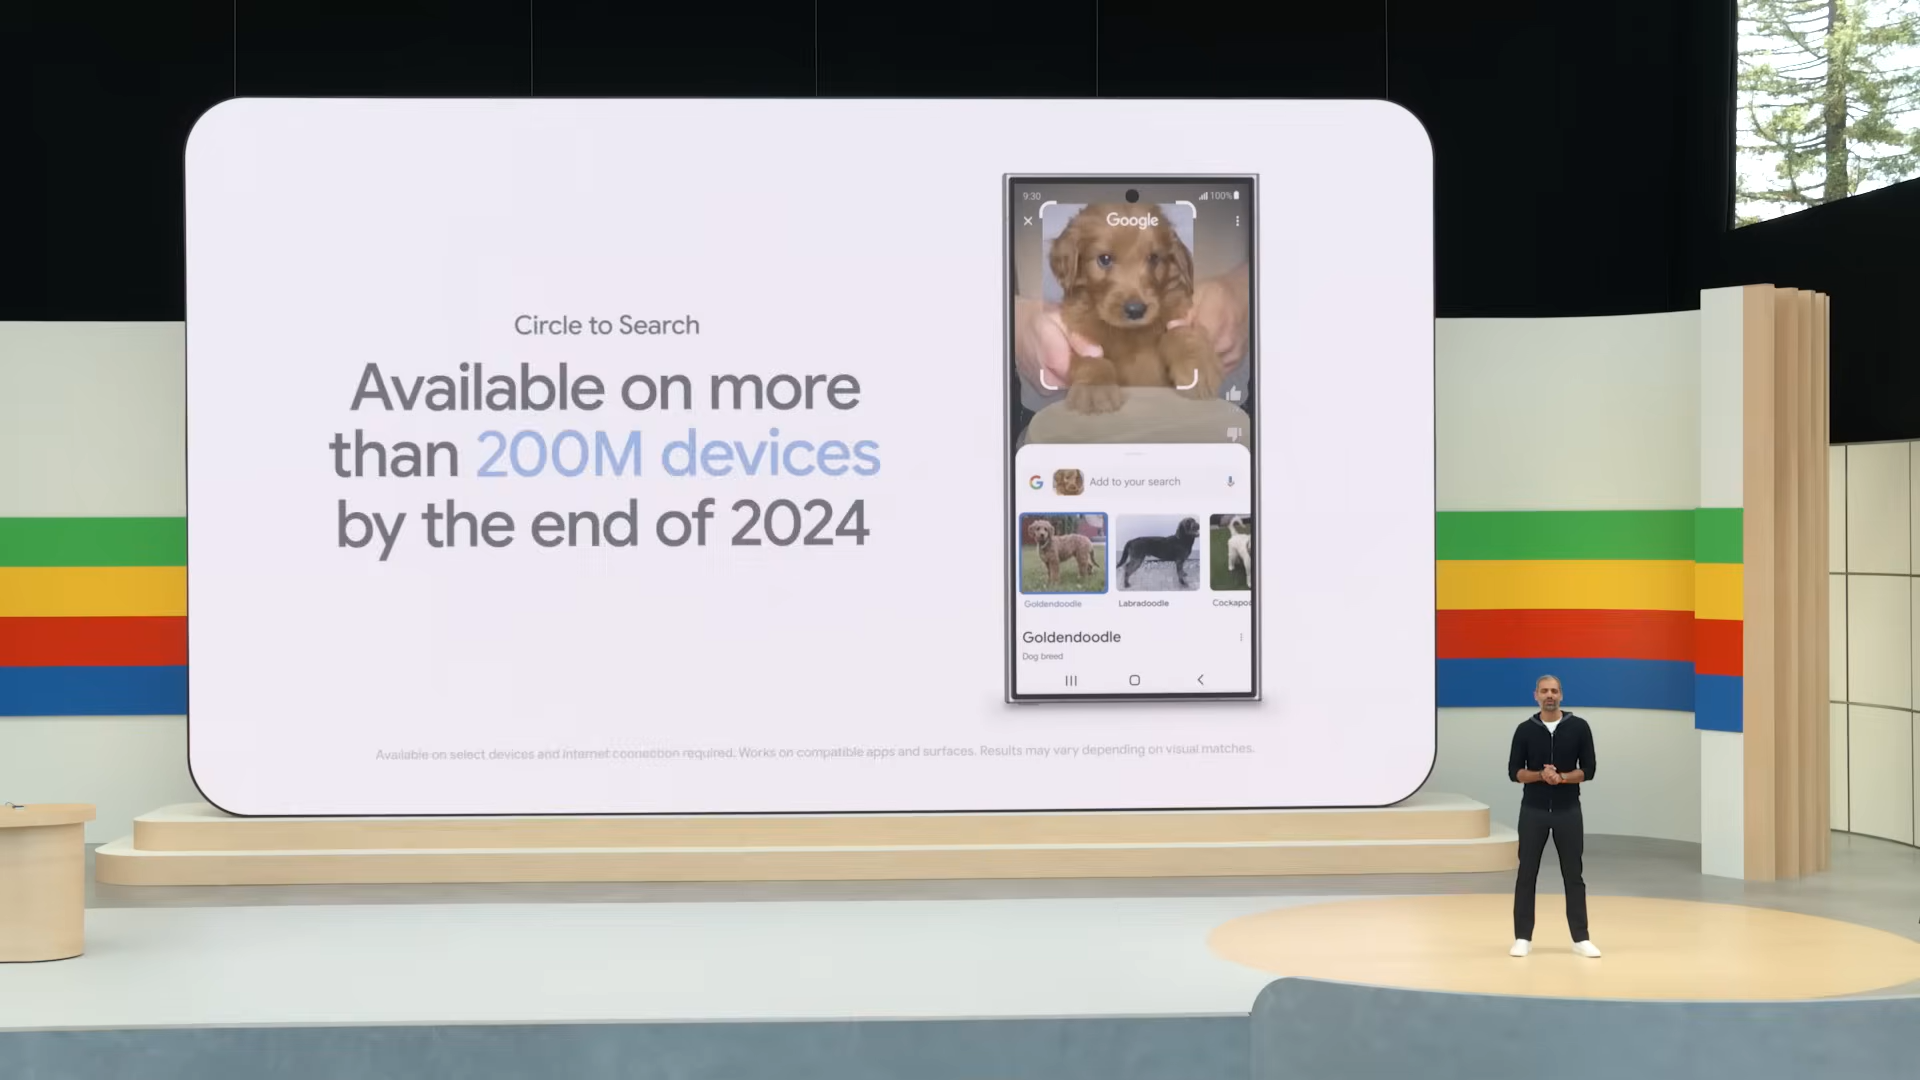 Circle to Search
Available on more
than 200M devices
by the end of 2024
9:30
100%
Google
Add to your search
Goldendoodle
Labradoodle
Cockapo
Goldendoodle
Dog breed
Available on select devices and internet connection required. Works on compatible apps and surfaces. Results may vary depending on visual matches.